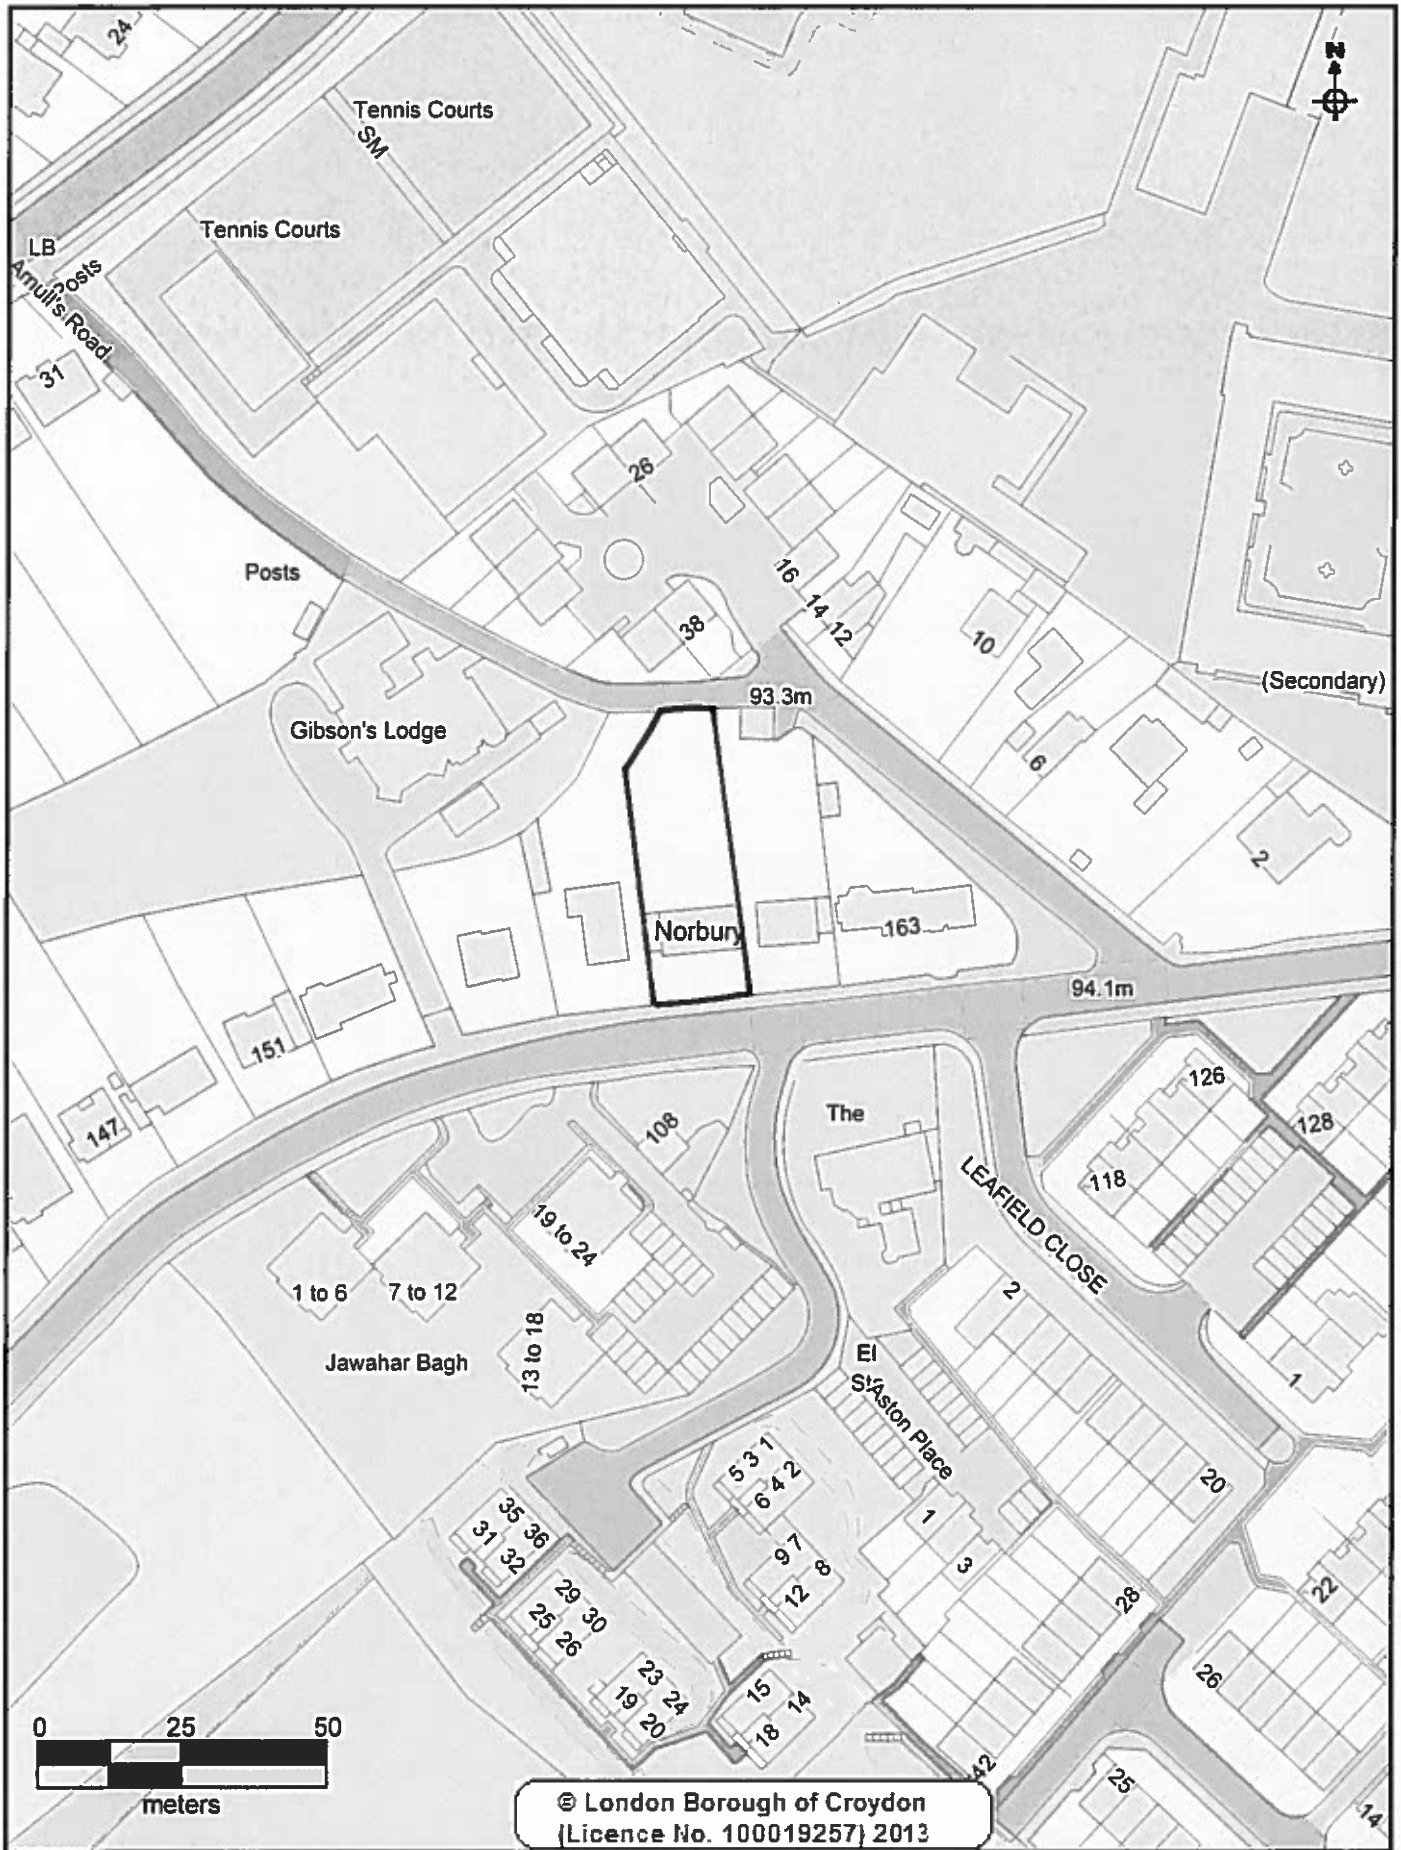 24
N
Tennis Courts
SM
Tennis Courts
LB
Posts
Arnull's Road
31
26
Posts
16
14
12
38
10
(Secondary)
93.3m
Gibson's Lodge
6
2
Norbury
163
94.1m
151
147
126
108
The
128
118
LEAFIELD CLOSE
19 to 24
1 to 6
7 to 12
2
13 to 18
Jawahar Bagh
El
St
Aston Place
1
5 3 1
6 4 2
20
35 36
31 32
1
3
9 7
8
12
29 30
25 26
28
22
23 24
19 20
15
14
18
26
42
25
14
0 25 50
meters
© London Borough of Croydon
(Licence No. 100019257) 2013